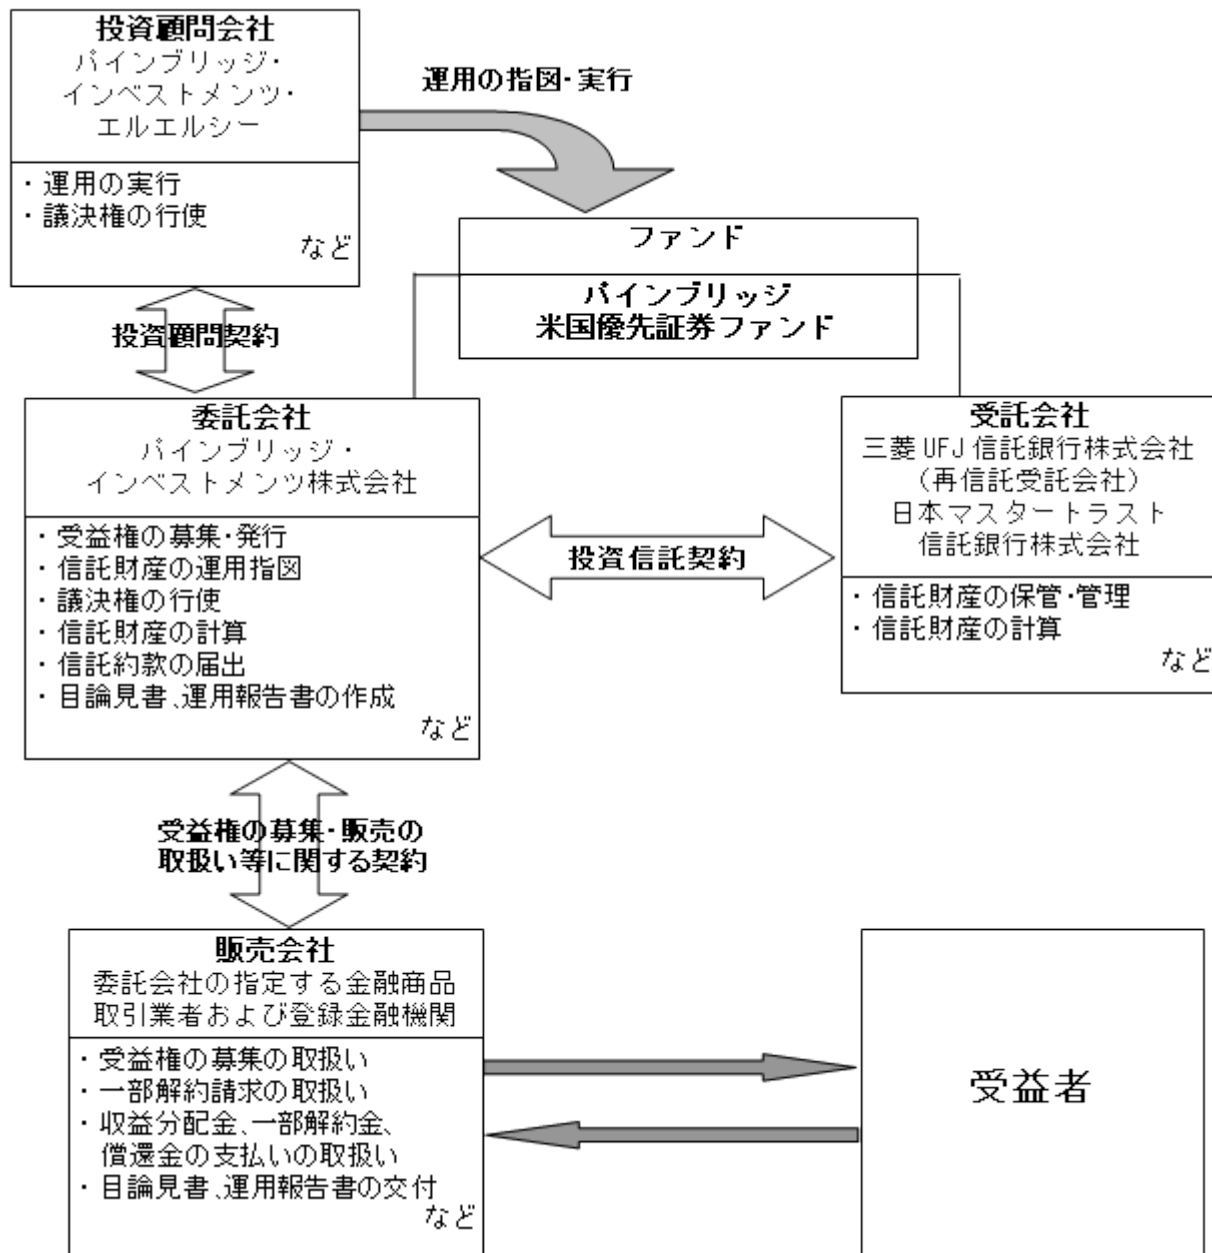 投資顧問会社
パインブリッジ・
インベストメンツ・
エルエルシー
・運用の実行
・議決権の行使
など
運用の指図・実行
ファンド
パインブリッジ
米国優先証券ファンド
投資顧問契約
委託会社
パインブリッジ・
インベストメンツ株式会社
・受益権の募集・発行
・信託財産の運用指図
・議決権の行使
・信託財産の計算
・信託約款の届出
・目論見書、運用報告書の作成
など
投資信託契約
受託会社
三菱UFJ信託銀行株式会社
（再信託受託会社）
日本マスタートラスト
信託銀行株式会社
・信託財産の保管・管理
・信託財産の計算
など
受益権の募集・販売の
取扱い等に関する契約
販売会社
委託会社の指定する金融商品
取引業者および登録金融機関
・受益権の募集の取扱い
・一部解約請求の取扱い
・収益分配金、一部解約金、
償還金の支払いの取扱い
・目論見書、運用報告書の交付
など
受益者